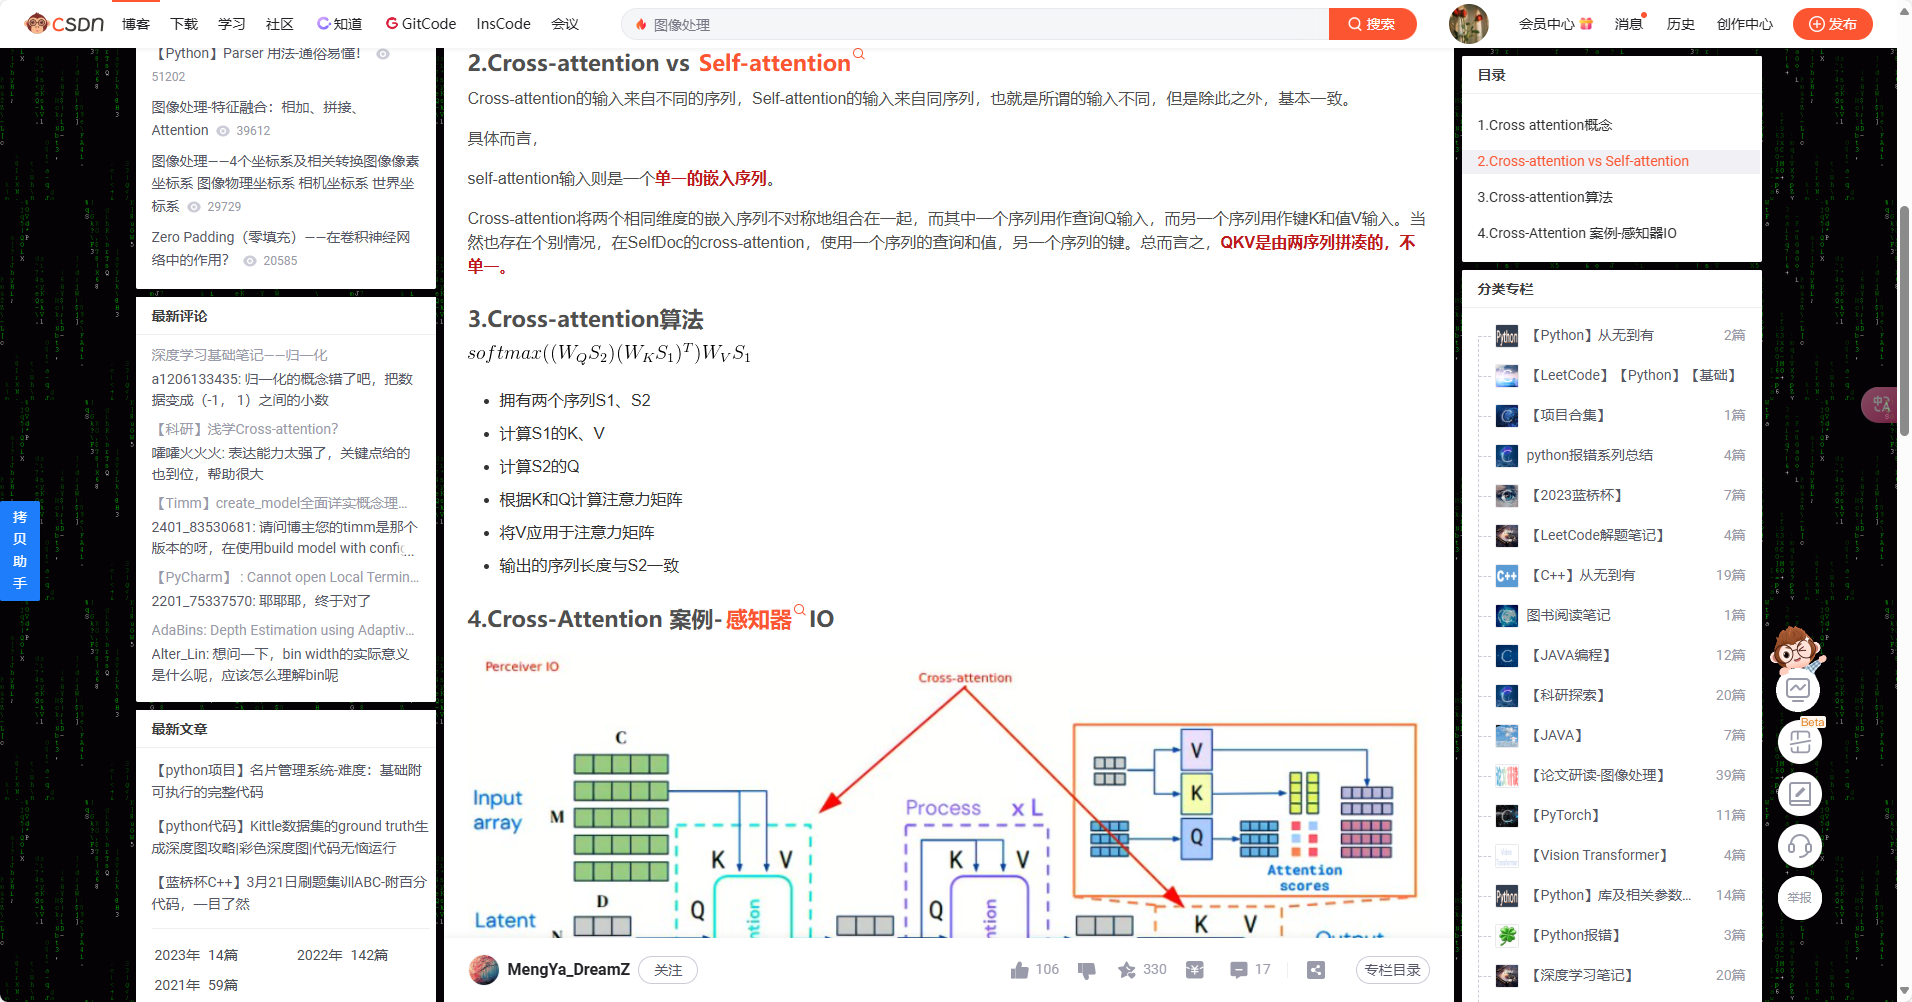 CSDN
博客
下载
学习
社区
C知道
GitCode
InsCode
会议
图像处理
搜索
会员中心
消息
历史
创作中心
发布
【Python】Parser 用法-通俗易懂！
51202
图像处理-特征融合：相加、拼接、
Attention 39612
图像处理——4个坐标系及相关转换图像像素
坐标系 图像物理坐标系 相机坐标系 世界坐
标系 29729
Zero Padding（零填充）——在卷积神经网
络中的作用？ 20585
最新评论
深度学习基础笔记——归一化
a1206133435: 归一化的概念错了吧，把数
据变成（-1， 1）之间的小数
【科研】浅学Cross-attention？
嚯嚯火火火: 表达能力太强了，关键点给的
也到位，帮助很大
【Timm】create_model全面详实概念理...
2401_83530681: 请问博主您的timm是那个
版本的呀，在使用build model with config...
【PyCharm】 : Cannot open Local Termin...
2201_75337570: 耶耶耶，终于对了
AdaBins: Depth Estimation using Adaptiv...
Alter_Lin: 想问一下，bin width的实际意义
是什么呢，应该怎么理解bin呢
最新文章
【python项目】名片管理系统-难度：基础附
可执行的完整代码
【python代码】Kittle数据集的ground truth生
成深度图攻略|彩色深度图|代码无恼运行
【蓝桥杯C++】3月21日刷题集训ABC-附百分
代码，一目了然
2023年 14篇
2022年 142篇
2021年 59篇
拷贝助手
2.Cross-attention vs Self-attention
Cross-attention的输入来自不同的序列，Self-attention的输入来自同序列，也就是所谓的输入不同，但是除此之外，基本一致。
具体而言，
self-attention输入则是一个单一的嵌入序列。
Cross-attention将两个相同维度的嵌入序列不对称地组合在一起，而其中一个序列用作查询Q输入，而另一个序列用作键K和值V输入。当
然也存在个别情况，在SelfDoc的cross-attention，使用一个序列的查询和值，另一个序列的键。总而言之，QKV是由两序列拼凑的，不
单一。
3.Cross-attention算法
softmax((W_Q S_2)(W_K S_1)^T)W_V S_1
• 拥有两个序列S1、S2
• 计算S1的K、V
• 计算S2的Q
• 根据K和Q计算注意力矩阵
• 将V应用于注意力矩阵
• 输出的序列长度与S2一致
4.Cross-Attention 案例-感知器IO
Perceiver IO
Cross-attention
C
Input
array
M
K V
Q
D
Latent
Process x L
K V
Q
V
K
Q
Attention
scores
K V
MengYa_DreamZ
关注
106
330
17
专栏目录
目录
1.Cross attention概念
2.Cross-attention vs Self-attention
3.Cross-attention算法
4.Cross-Attention 案例-感知器IO
分类专栏
【Python】从无到有 2篇
【LeetCode】【Python】【基础】
【项目合集】 1篇
python报错系列总结 4篇
【2023蓝桥杯】 7篇
【LeetCode解题笔记】 4篇
【C++】从无到有 19篇
图书阅读笔记 1篇
【JAVA编程】 12篇
【科研探索】 20篇
【JAVA】 7篇
【论文研读-图像处理】 39篇
【PyTorch】 11篇
【Vision Transformer】 4篇
【Python】库及相关参数... 14篇
【Python报错】 3篇
【深度学习笔记】 20篇
Beta
举报